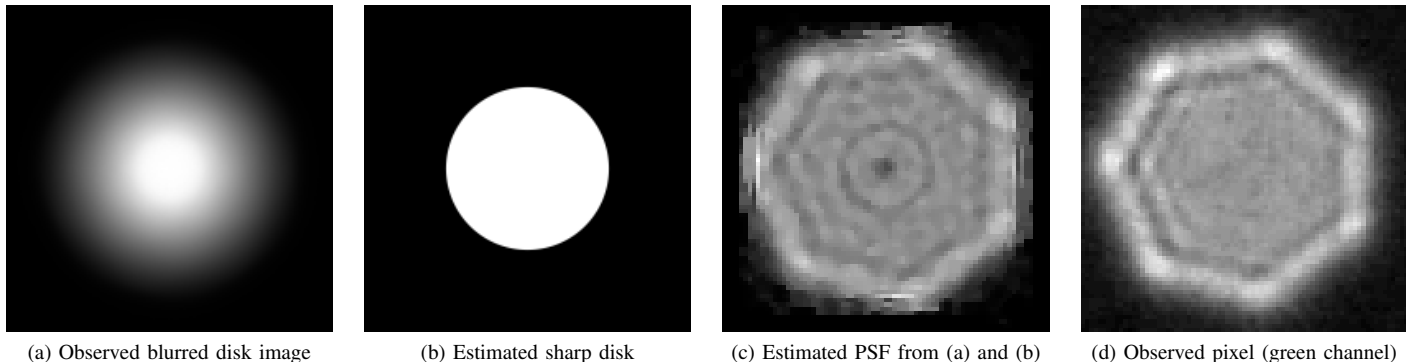 (a) Observed blurred disk image
(b) Estimated sharp disk
(c) Estimated PSF from (a) and (b)
(d) Observed pixel (green channel)